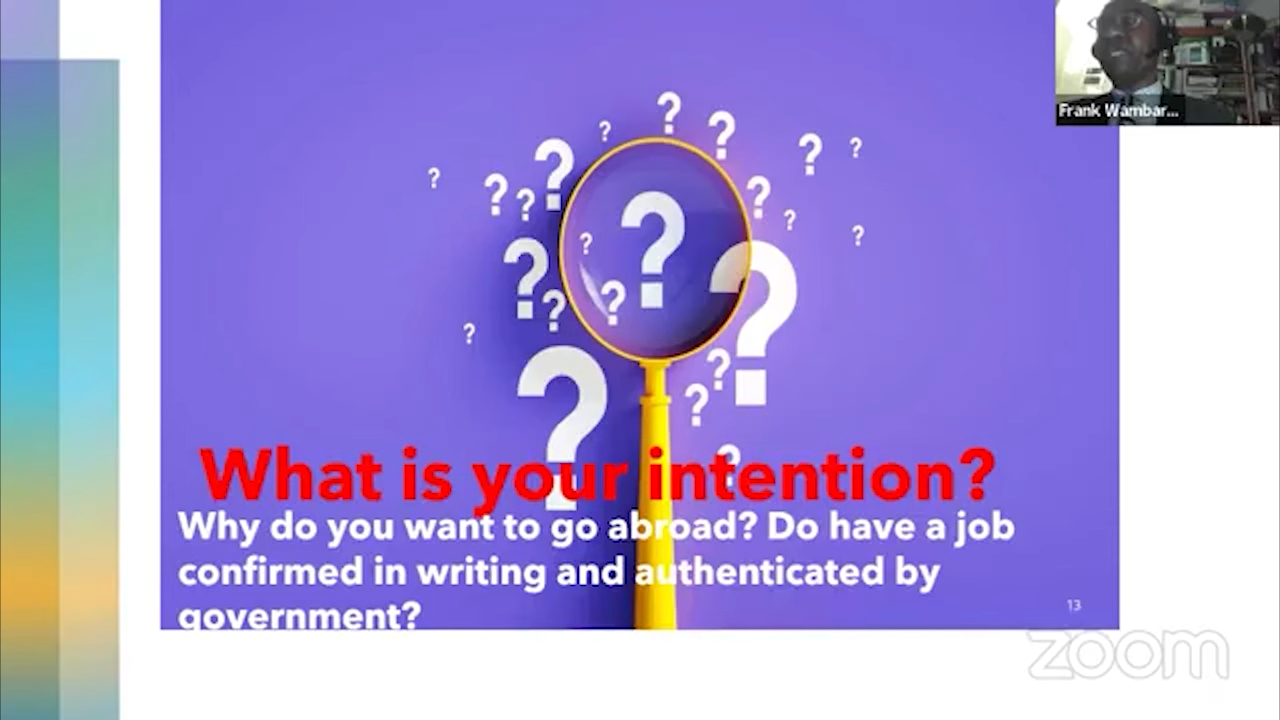 Frank Wambar...
What is your intention?
Why do you want to go abroad? Do have a job
confirmed in writing and authenticated by
government?
13
zoom